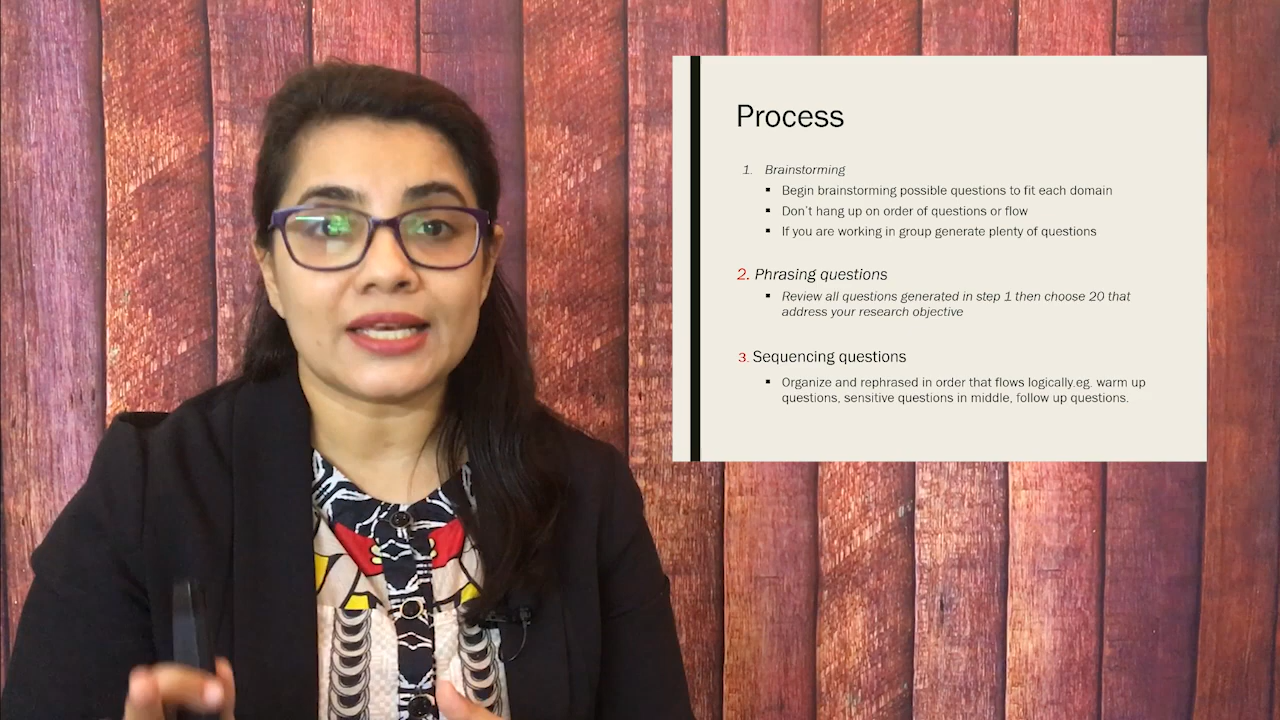 Process
1. Brainstorming
▪ Begin brainstorming possible questions to fit each domain
▪ Don't hang up on order of questions or flow
▪ If you are working in group generate plenty of questions
2. Phrasing questions
▪ Review all questions generated in step 1 then choose 20 that
address your research objective
3. Sequencing questions
▪ Organize and rephrased in order that flows logically.eg. warm up
questions, sensitive questions in middle, follow up questions.